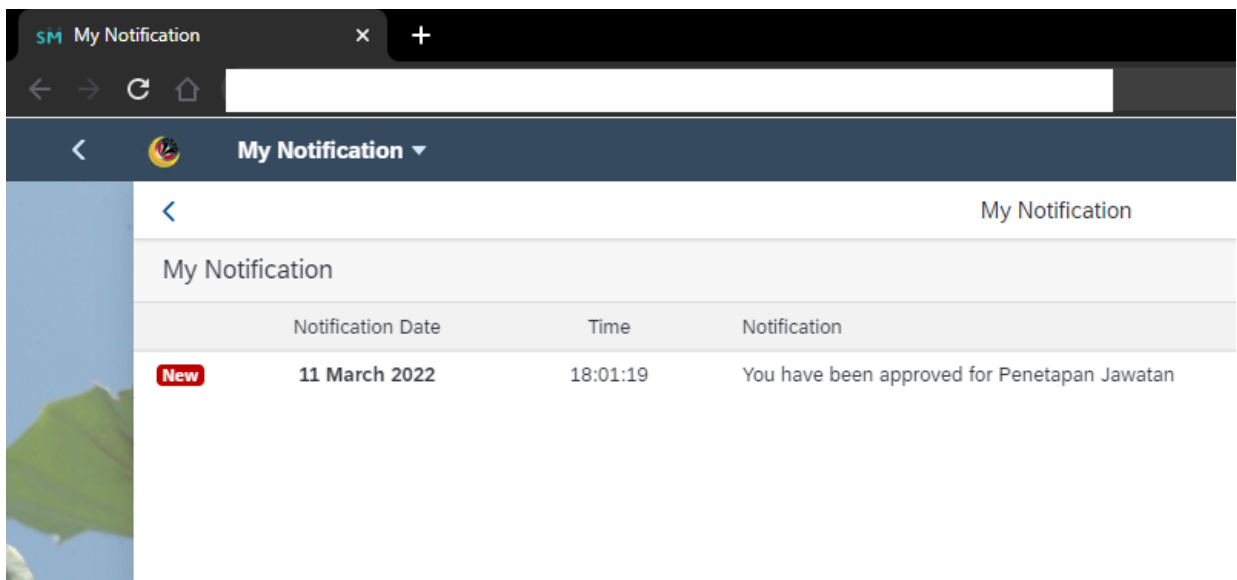 SM My Notification
My Notification
My Notification
My Notification
Notification Date Time Notification
New 11 March 2022 18:01:19 You have been approved for Penetapan Jawatan